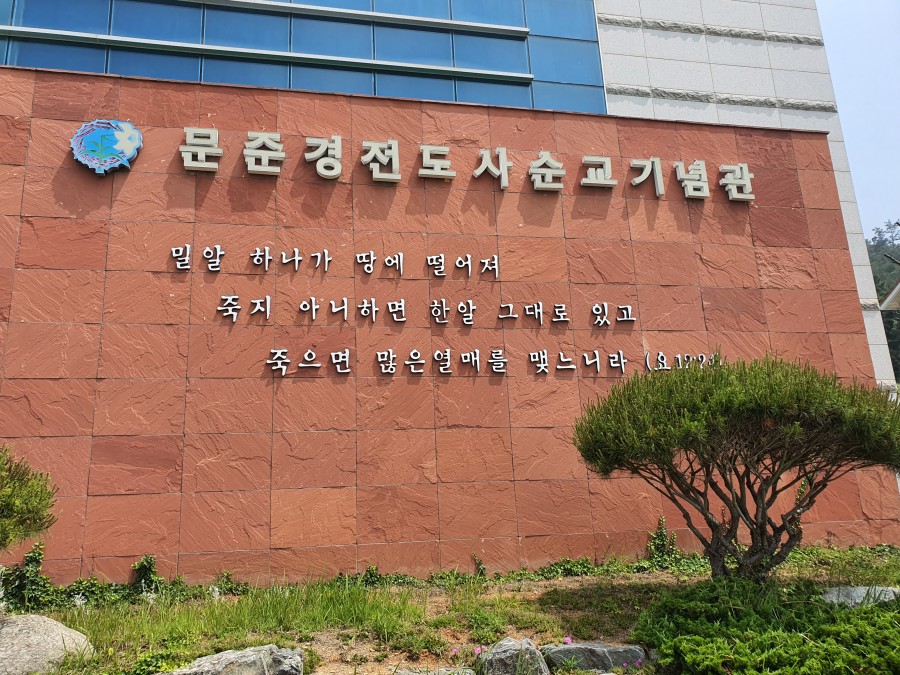 문준경전도사순교기념관
밀알 하나가 땅에 떨어져
죽지 아니하면 한알 그대로 있고
죽으면 많은열매를 맺느니라